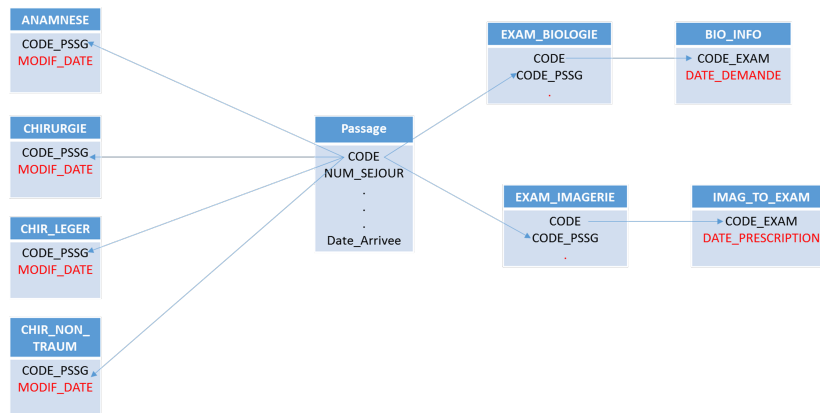 ANAMNESE
CODE_PSSG
MODIF_DATE
CHIRURGIE
CODE_PSSG
MODIF_DATE
CHIR_LEGER
CODE_PSSG
MODIF_DATE
CHIR_NON_
TRAUM
CODE_PSSG
MODIF_DATE
Passage
CODE
NUM_SEJOUR
.
.
.
Date_Arrivee
EXAM_BIOLOGIE
CODE
CODE_PSSG
.
BIO_INFO
CODE_EXAM
DATE_DEMANDE
EXAM_IMAGERIE
CODE
CODE_PSSG
.
IMAG_TO_EXAM
CODE_EXAM
DATE_PRESCRIPTION